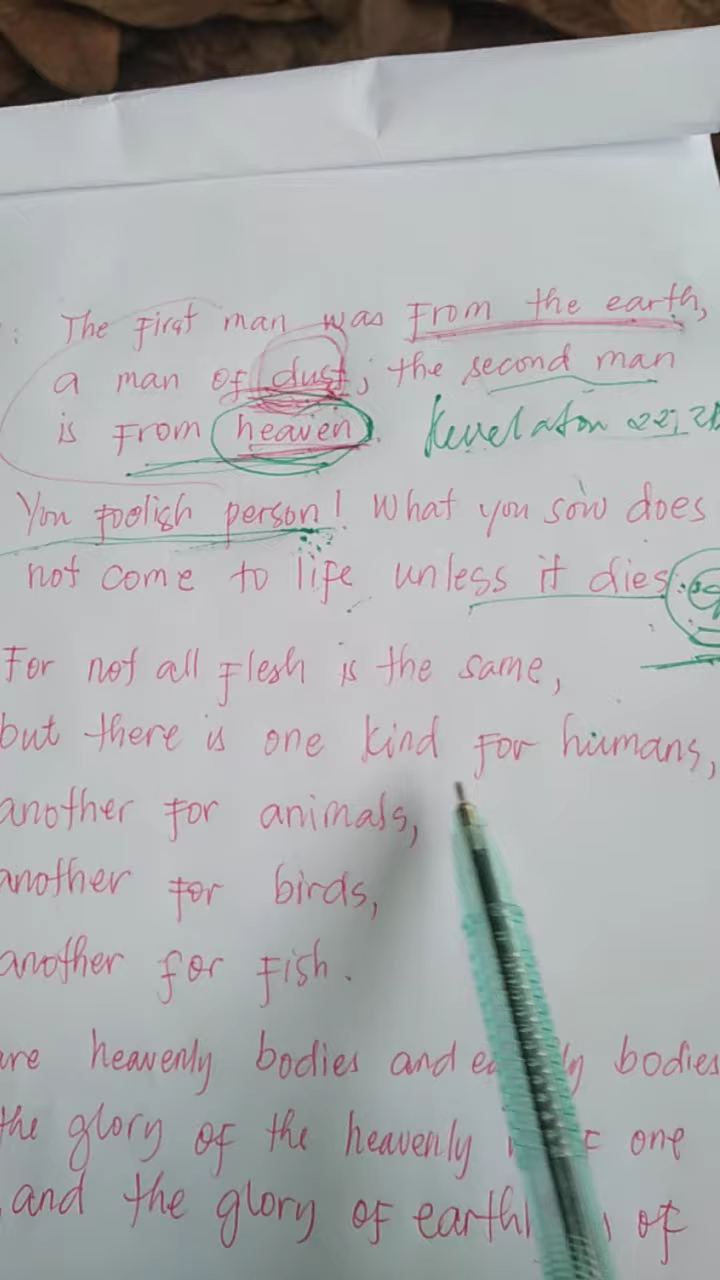 : The First man was From the earth,
a man of dust; the second man
is From heaven. 22,
You foolish person! What you sow does
not come to life unless it dies.
For not all Flesh is the same,
but there is one kind For humans,
another for animals,
another for birds,
another for Fish.
heavenly bodies and bodies
the glory of the heavenly one
and the glory of of